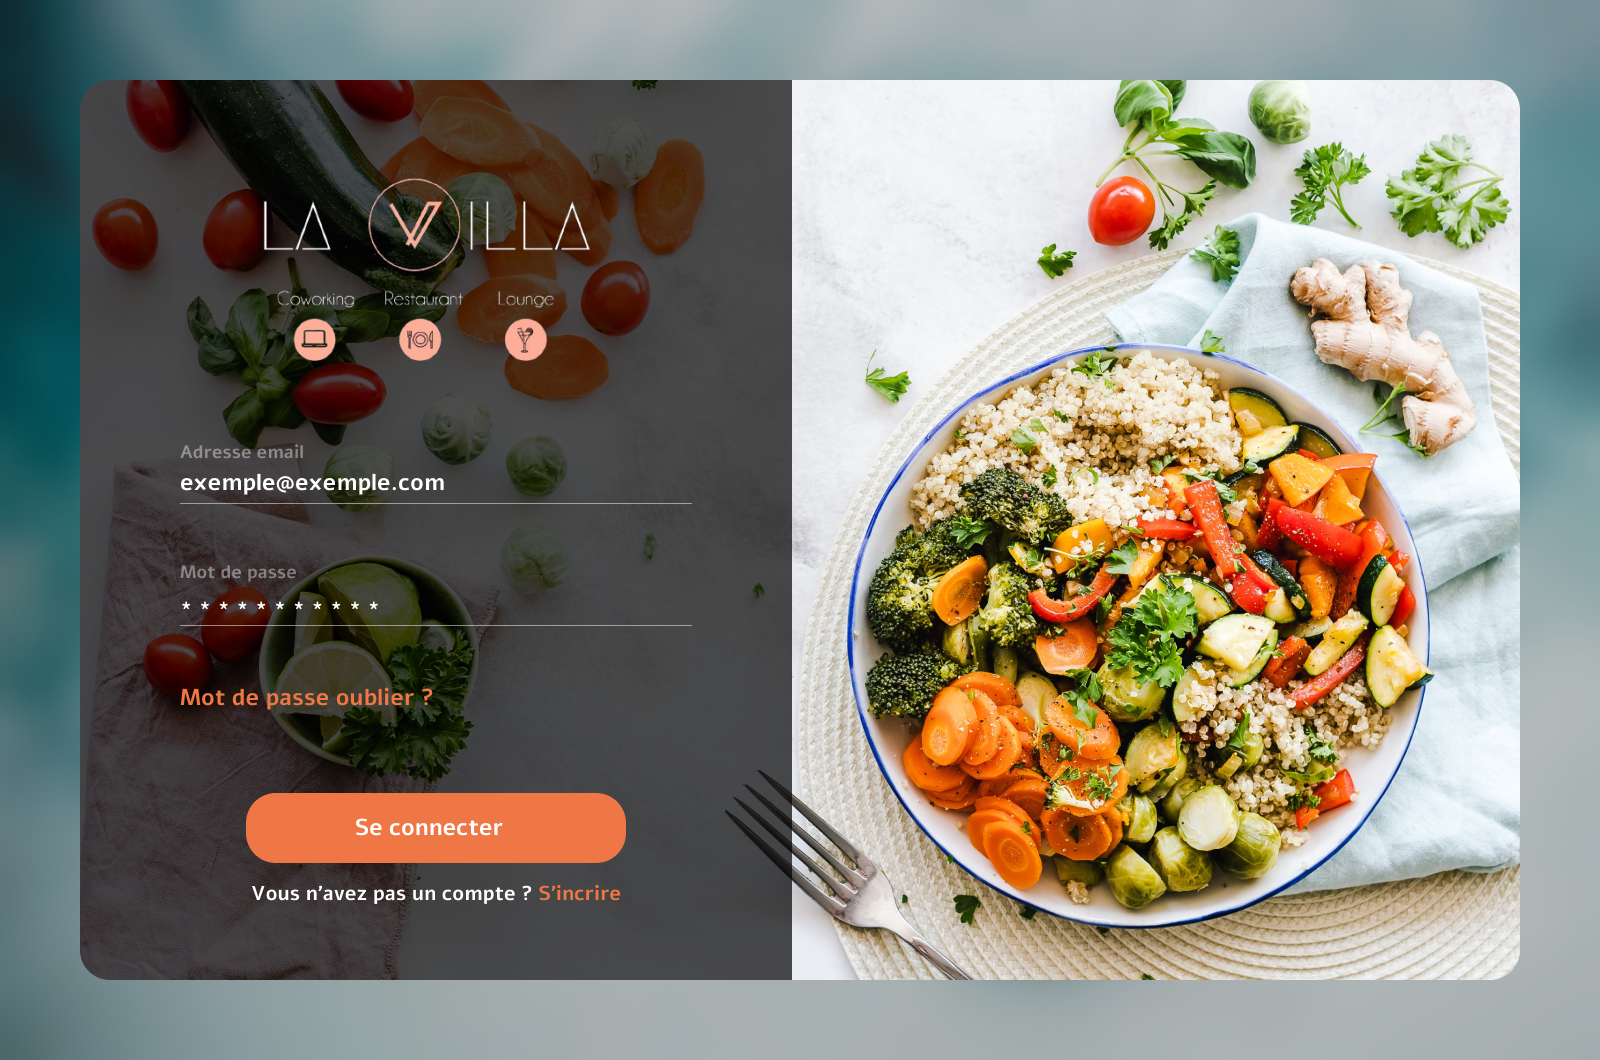 LA VILLA
Coworking Restaurant Lounge
Adresse email
exemple@exemple.com
Mot de passe
* * * * * * * * * * *
Mot de passe oublier ?
Se connecter
Vous n’avez pas un compte ? S’incrire